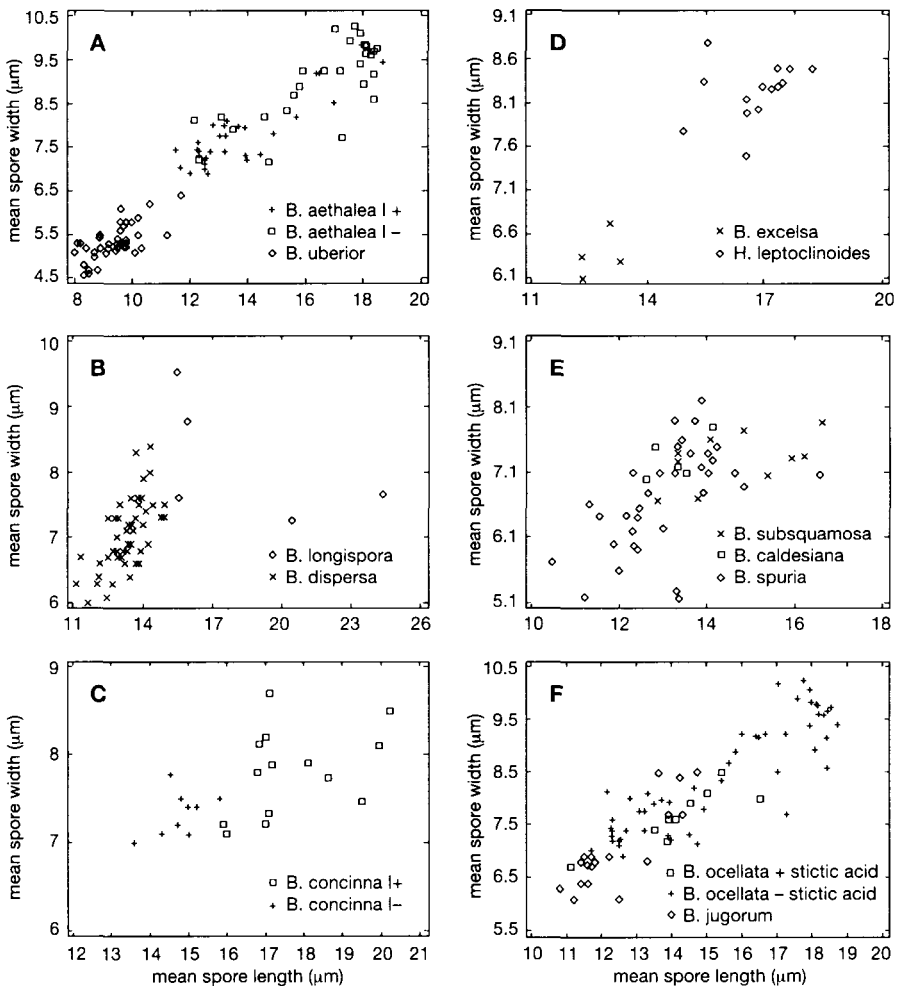 A
mean spore width (µm)
10.5
9.5
8.5
7.5
6.5
5.5
4.5
+ B. aethalea I +
□ B. aethalea I −
◇ B. uberior
8 10 12 14 16 18 20 22
D
mean spore width (µm)
9.1
8.6
8.1
7.6
7.1
6.6
6.1
× B. excelsa
◇ H. leptoclinoides
11 14 17 20
B
mean spore width (µm)
10
9
8
7
6
◇ B. longispora
× B. dispersa
11 14 17 20 23 26
E
mean spore width (µm)
9.1
8.1
7.1
6.1
5.1
× B. subsquamosa
□ B. caldesiana
◇ B. spuria
10 12 14 16 18
C
mean spore width (µm)
9
8
7
6
□ B. concinna I+
+ B. concinna I−
12 13 14 15 16 17 18 19 20 21
mean spore length (µm)
F
mean spore width (µm)
10.5
9.5
8.5
7.5
6.5
5.5
□ B. ocellata + stictic acid
+ B. ocellata − stictic acid
◇ B. jugorum
10 11 12 13 14 15 16 17 18 19 20
mean spore length (µm)